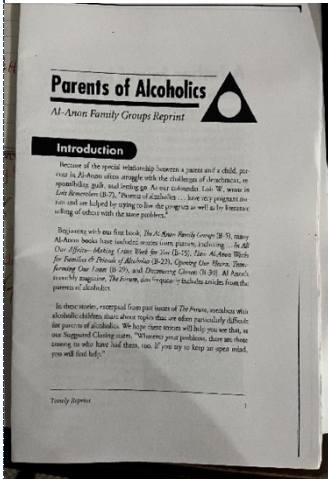 Parents of Alcoholics
Al-Anon Family Groups Reprint
Introduction
Because of the special relationship between a parent and a child, par-
ents in Al-Anon often struggle with the challenges of detachment, re-
sponsibility, guilt, and letting go. As our cofounder, Lois W., wrote in
Lois Remembers (B-7), "Parents of alcoholics . . . have very poignant sto-
ries and are helped by trying to live the program as well as by
of others with the same problem."
Beginning with our first book, The Al-Anon Family Groups (B-5), many
Al-Anon books have included stories from parents, including . . . In All
Our Affairs—Making Crises Work for You (B-15), How Al-Anon Works
for Families & Friends of Alcoholics (B-22), Opening Our Hearts, Trans-
forming Our Losses (B-29), and Discovering Choices (B-30). Al-Anon's
monthly magazine, The Forum, also includes articles from the
parents of alcoholics.
In these stories, excerpted from past issues of The Forum, members with
alcoholic children share about topics that are often particularly difficult
for parents of alcoholics. We hope these stories will help you see that, as
our Suggested Closing states, "Whatever your problems, there are those
among us who have had them, too. If you try to keep an open mind,
you will find help."
Timely Reprint
1